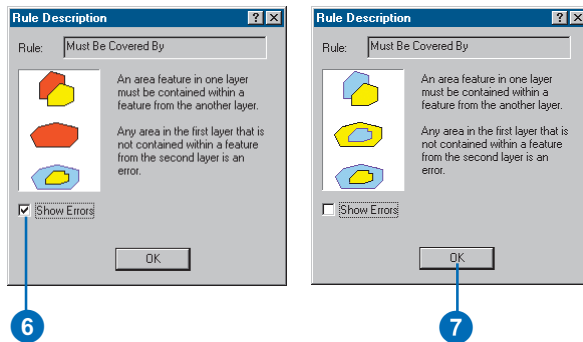 Rule Description
Rule: Must Be Covered By
An area feature in one layer
must be contained within a
feature from the another layer.
Any area in the first layer that is
not contained within a feature
from the second layer is an
error.
Show Errors
OK
6
Rule Description
Rule: Must Be Covered By
An area feature in one layer
must be contained within a
feature from the another layer.
Any area in the first layer that is
not contained within a feature
from the second layer is an
error.
Show Errors
OK
7